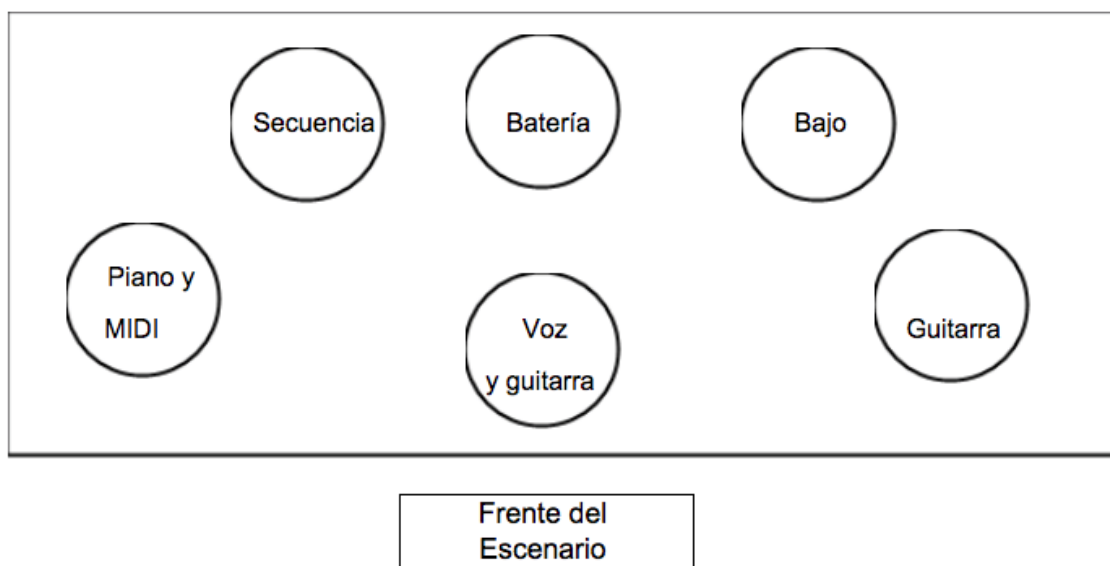 Secuencia
Batería
Bajo
Piano y
MIDI
Voz
y guitarra
Guitarra
Frente del
Escenario